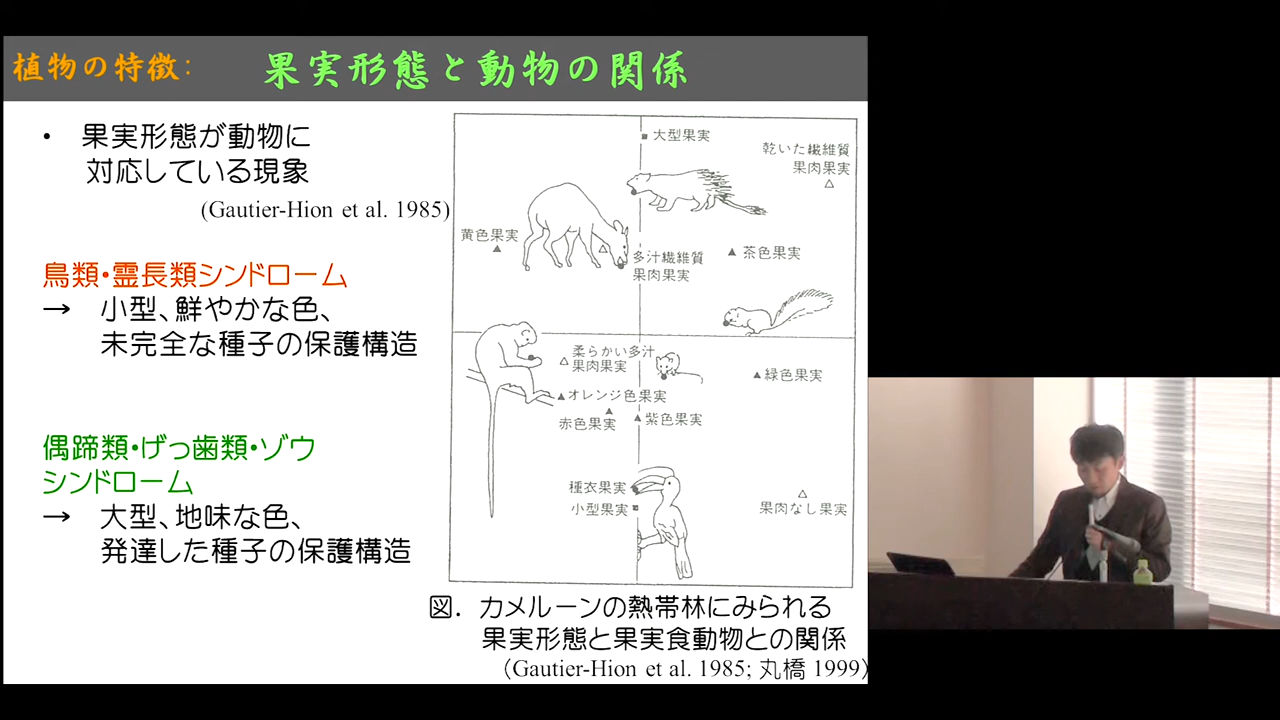 植物の特徴: 果実形態と動物の関係
• 果実形態が動物に
対応している現象
(Gautier-Hion et al. 1985)
鳥類・霊長類シンドローム
→ 小型、鮮やかな色、
未完全な種子の保護構造
偶蹄類・げっ歯類・ゾウ
シンドローム
→ 大型、地味な色、
発達した種子の保護構造
大型果実
乾いた繊維質
果肉果実
黄色果実
多汁繊維質
果肉果実
茶色果実
柔らかい多汁
果肉果実
オレンジ色果実
緑色果実
赤色果実
紫色果実
種衣果実
小型果実
果肉なし果実
図. カメルーンの熱帯林にみられる
果実形態と果実食動物との関係
(Gautier-Hion et al. 1985; 丸橋 1999)